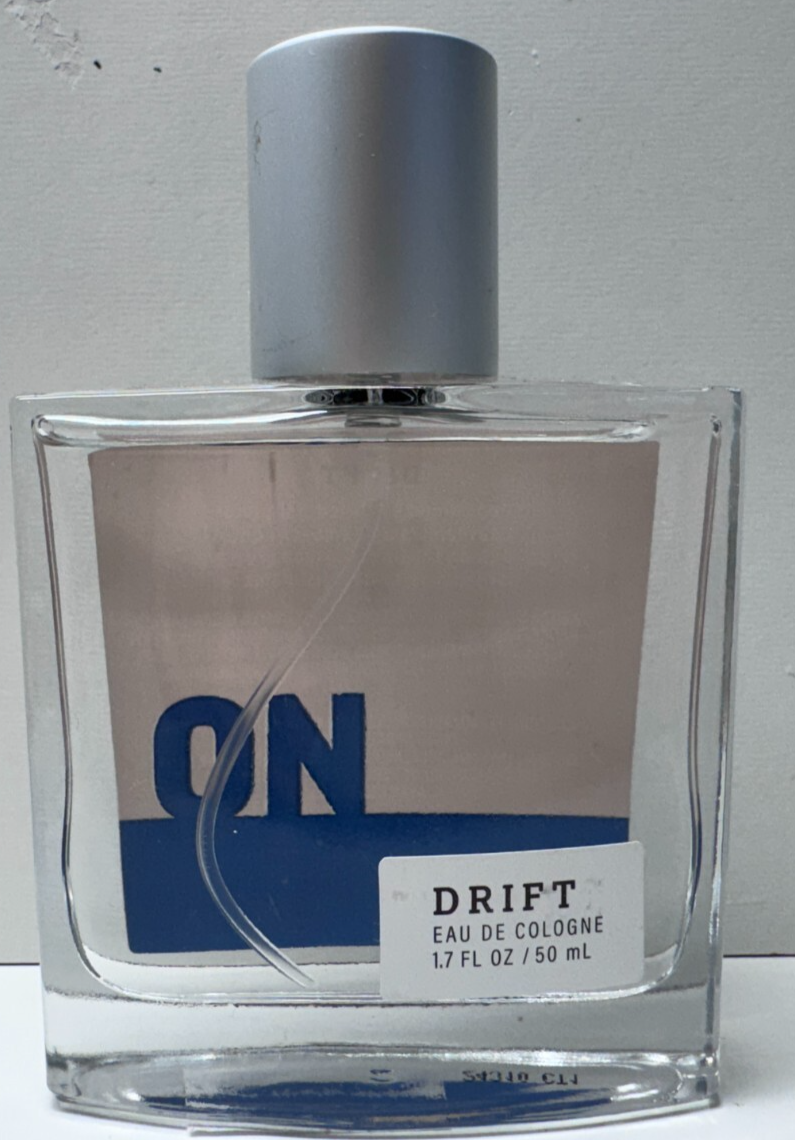 ON
DRIFT
EAU DE COLOGNE
1.7 FL OZ / 50 mL